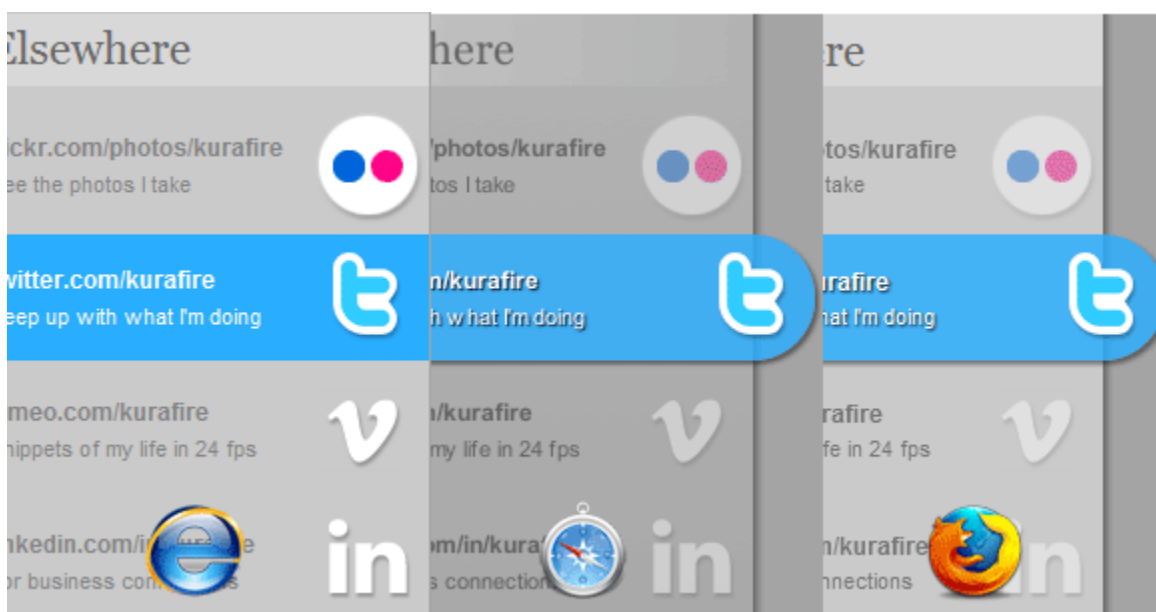 Elsewhere
ickr.com/photos/kurafire
ee the photos I take
witter.com/kurafire
eep up with what I'm doing
t
meo.com/kurafire
nippets of my life in 24 fps
v
nkedin.com/i
or business con
in
here
/photos/kurafire
tos I take
m/kurafire
h what I'm doing
t
/kurafire
my life in 24 fps
v
om/in/kura
s connection
in
re
tos/kurafire
take
urafire
hat I'm doing
t
urafire
fe in 24 fps
v
/kurafire
nnections
in